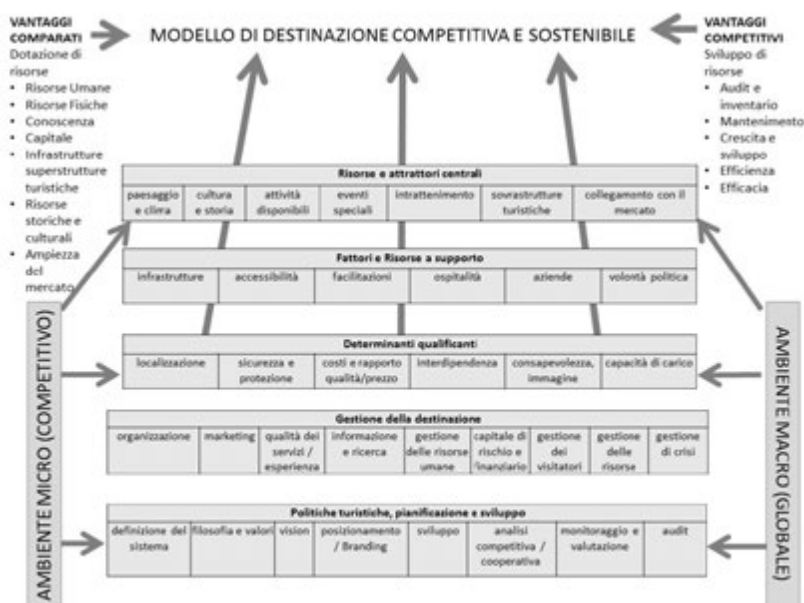 VANTAGGI
COMPARATI
Dotazione di
risorse
• Risorse Umane
• Risorse Fisiche
• Conoscenza
• Capitale
• Infrastrutture
superstrutture
turistiche
• Risorse
storiche e
culturali
• Ampiezza
del
mercato
MODELLO DI DESTINAZIONE COMPETITIVA E SOSTENIBILE
VANTAGGI
COMPETITIVI
Sviluppo di
risorse
• Audit e
inventario
• Mantenimento
• Crescita e
sviluppo
• Efficienza
• Efficacia
Risorse e attrattori centrali
paesaggio
e clima
cultura
e storia
attività
disponibili
eventi
speciali
intrattenimento
sovrastrutture
turistiche
collegamento con il
mercato
Fattori e Risorse a supporto
infrastrutture
accessibilità
facilitazioni
ospitalità
aziende
volontà politica
Determinanti qualificanti
localizzazione
sicurezza e
protezione
costi e rapporto
qualità/prezzo
interdipendenza
consapevolezza,
immagine
capacità di carico
Gestione della destinazione
organizzazione
marketing
qualità dei
servizi /
esperienza
informazione
e ricerca
gestione
delle risorse
umane
capitale di
rischio e
finanziario
gestione
dei
visitatori
gestione
delle
risorse
gestione
di crisi
Politiche turistiche, pianificazione e sviluppo
definizione del
sistema
filosofia e valori
vision
posizionamento
/ Branding
sviluppo
analisi
competitiva /
cooperativa
monitoraggio e
valutazione
audit
AMBIENTE MICRO (COMPETITIVO)
AMBIENTE MACRO (GLOBALE)